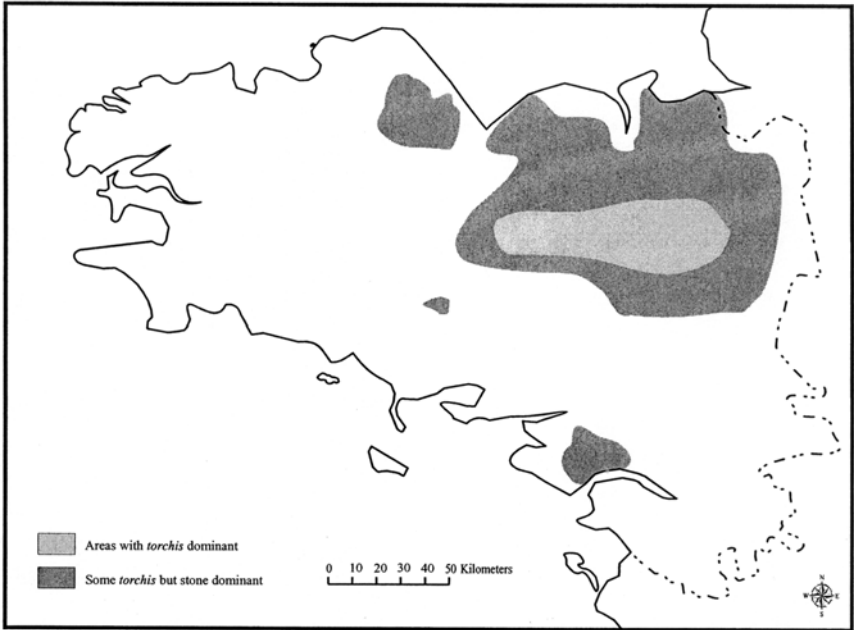 Areas with torchis dominant
Some torchis but stone dominant
0 10 20 30 40 50 Kilometers
N
W E
S